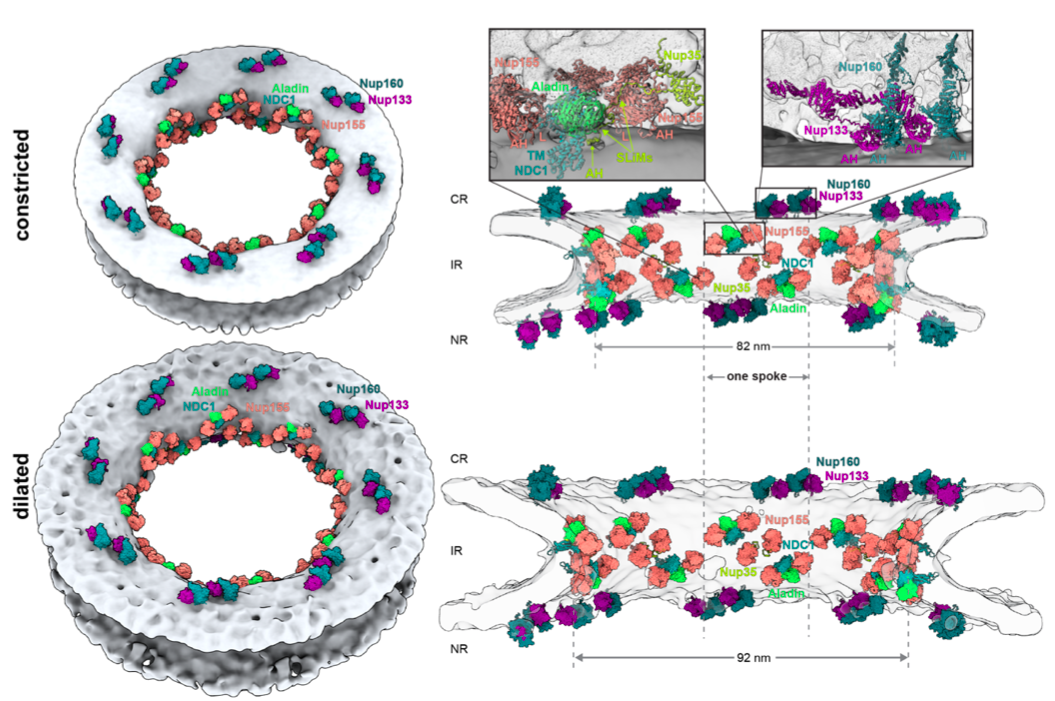 constricted
Aladin
NDC1
Nup160
Nup133
Nup155
Nup155
Aladin
Nup35
Nup155
AH
AH
TM
NDC1
AH
SLiMs
Nup160
Nup133
AH
AH
AH
AH
CR
Nup160
Nup133
Nup155
IR
NDC1
Nup35
Aladin
NR
82 nm
one spoke
dilated
Aladin
NDC1
Nup155
Nup160
Nup133
CR
Nup160
Nup133
Nup155
IR
NDC1
Nup35
Aladin
NR
92 nm